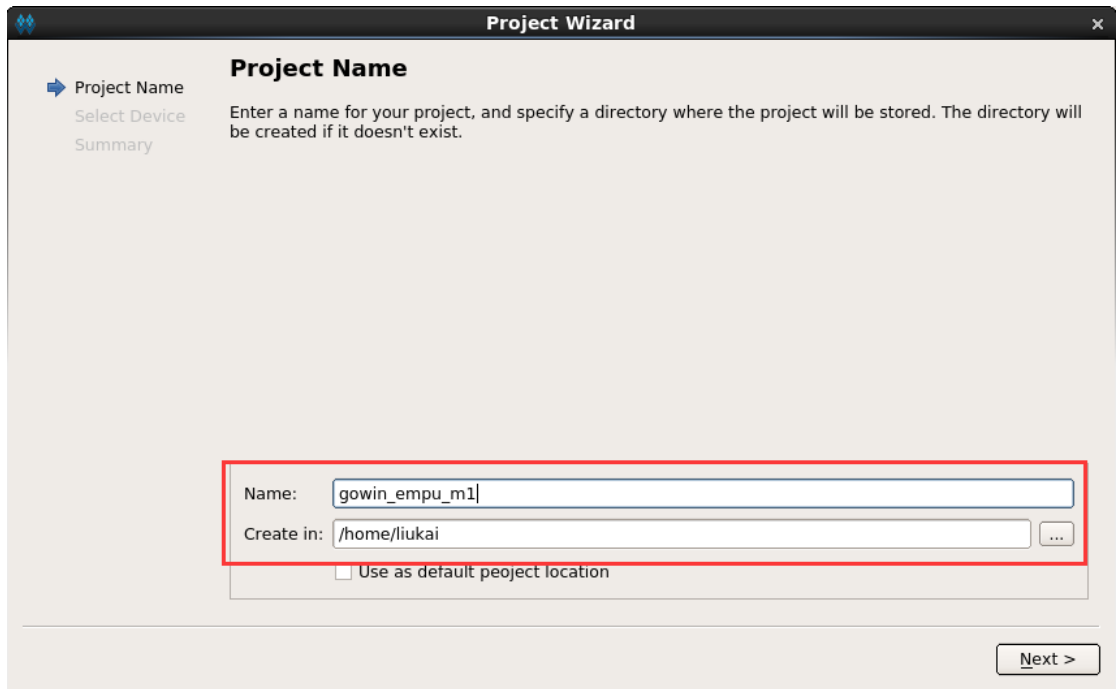 Project Wizard
Project Name
Select Device
Summary
Project Name
Enter a name for your project, and specify a directory where the project will be stored. The directory will
be created if it doesn't exist.
Name: gowin_empu_m1
Create in: /home/liukai ...
Use as default peoject location
Next >